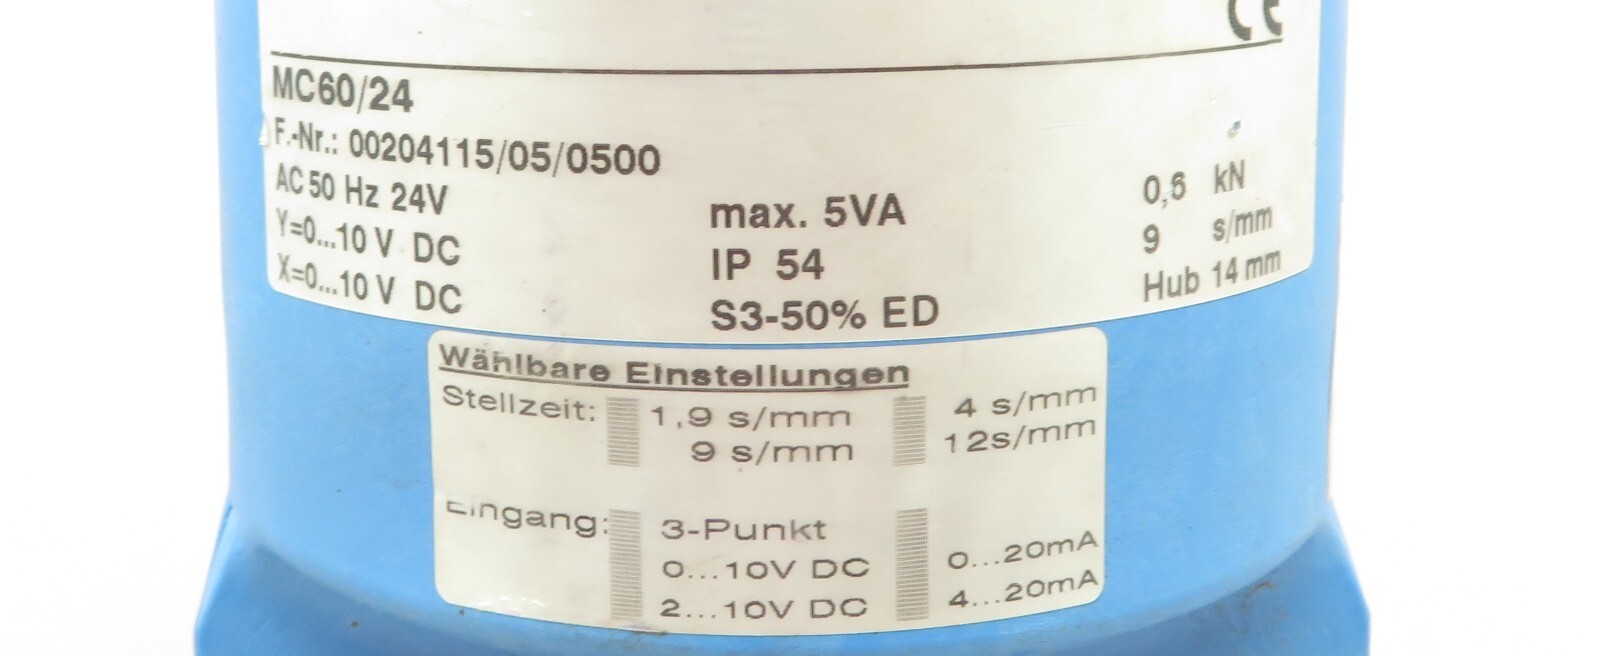 CE
MC60/24
F.-Nr.: 00204115/05/0500
AC 50 Hz 24V max. 5VA 0,6 kN
Y=0...10 V DC IP 54 9 s/mm
X=0...10 V DC S3-50% ED Hub 14 mm
Wählbare Einstellungen
Stellzeit: 1,9 s/mm 4 s/mm
9 s/mm 12s/mm
Eingang: 3-Punkt
0...10V DC 0...20mA
2...10V DC 4...20mA